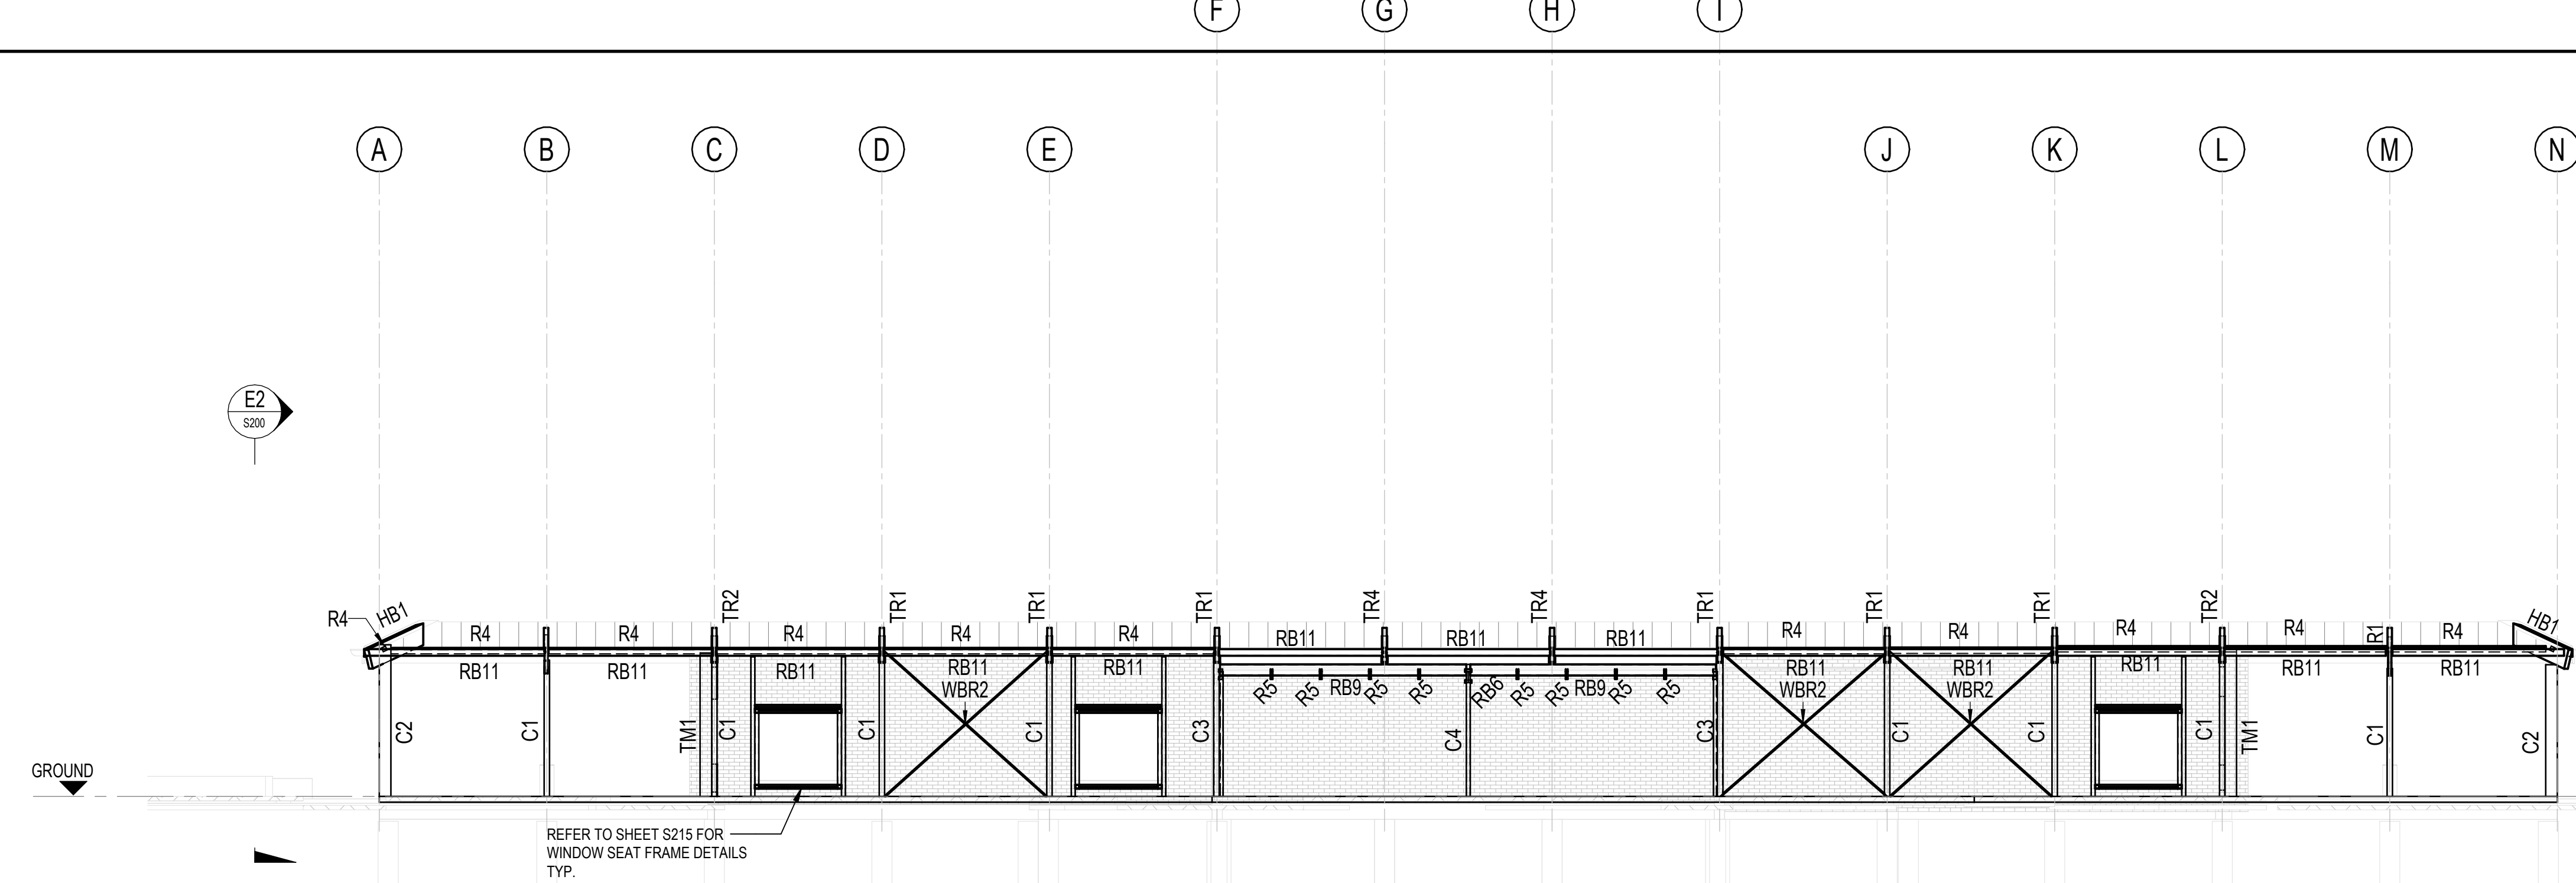 F G H I
A B C D E J K L M N
E2
S200
TR2 TR1 TR1 TR1 TR4 TR4 TR1 TR1 TR1 TR2
R4 HB1 R4 R4 R4 R4 R4 RB11 RB11 RB11 R4 R4 R4 R4 R1 R4 HB1
RB11 RB11 RB11 RB11 RB11 RB11 RB11 RB11 RB11 RB11
WBR2 R5 R5 RB9 R5 R5 RB6 R5 R5 RB9 R5 R5 WBR2 WBR2
C2 C1 TM1 C1 C1 C1 C3 C4 C3 C1 C1 C1 TM1 C1 C2
GROUND
REFER TO SHEET S215 FOR
WINDOW SEAT FRAME DETAILS
TYP.